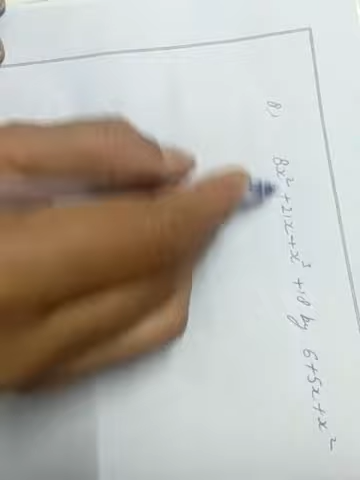 8) 8x² + 21x + x³ + 18 by 6 + 5x + x²